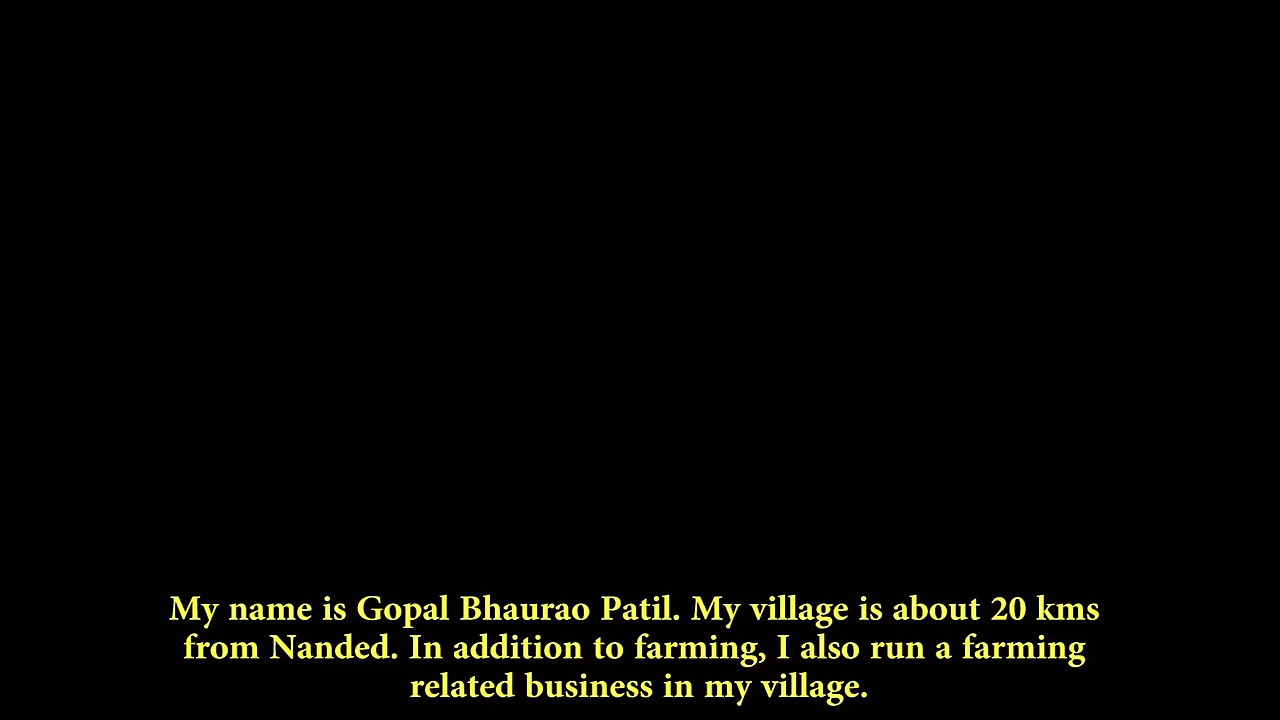 My name is Gopal Bhaurao Patil. My village is about 20 kms
from Nanded. In addition to farming, I also run a farming
related business in my village.